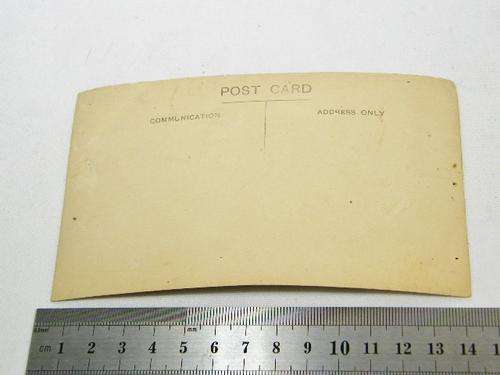 POST CARD
COMMUNICATION
ADDRESS ONLY
mm
cm 1 2 3 4 5 6 7 8 9 10 11 12 13 14